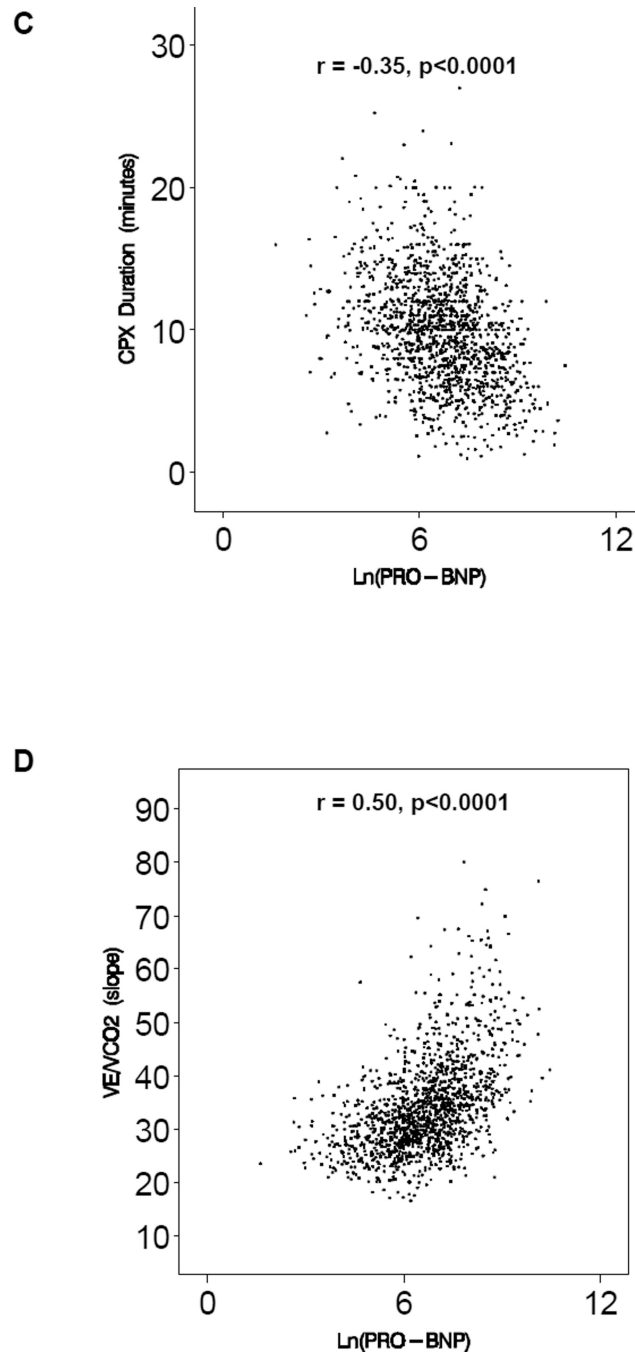 C
r = -0.35, p<0.0001
30
20
10
0
CPX Duration (minutes)
0 6 12
Ln(PRO−BNP)
D
r = 0.50, p<0.0001
90
80
70
60
50
40
30
20
10
VE/VCO2 (slope)
0 6 12
Ln(PRO−BNP)